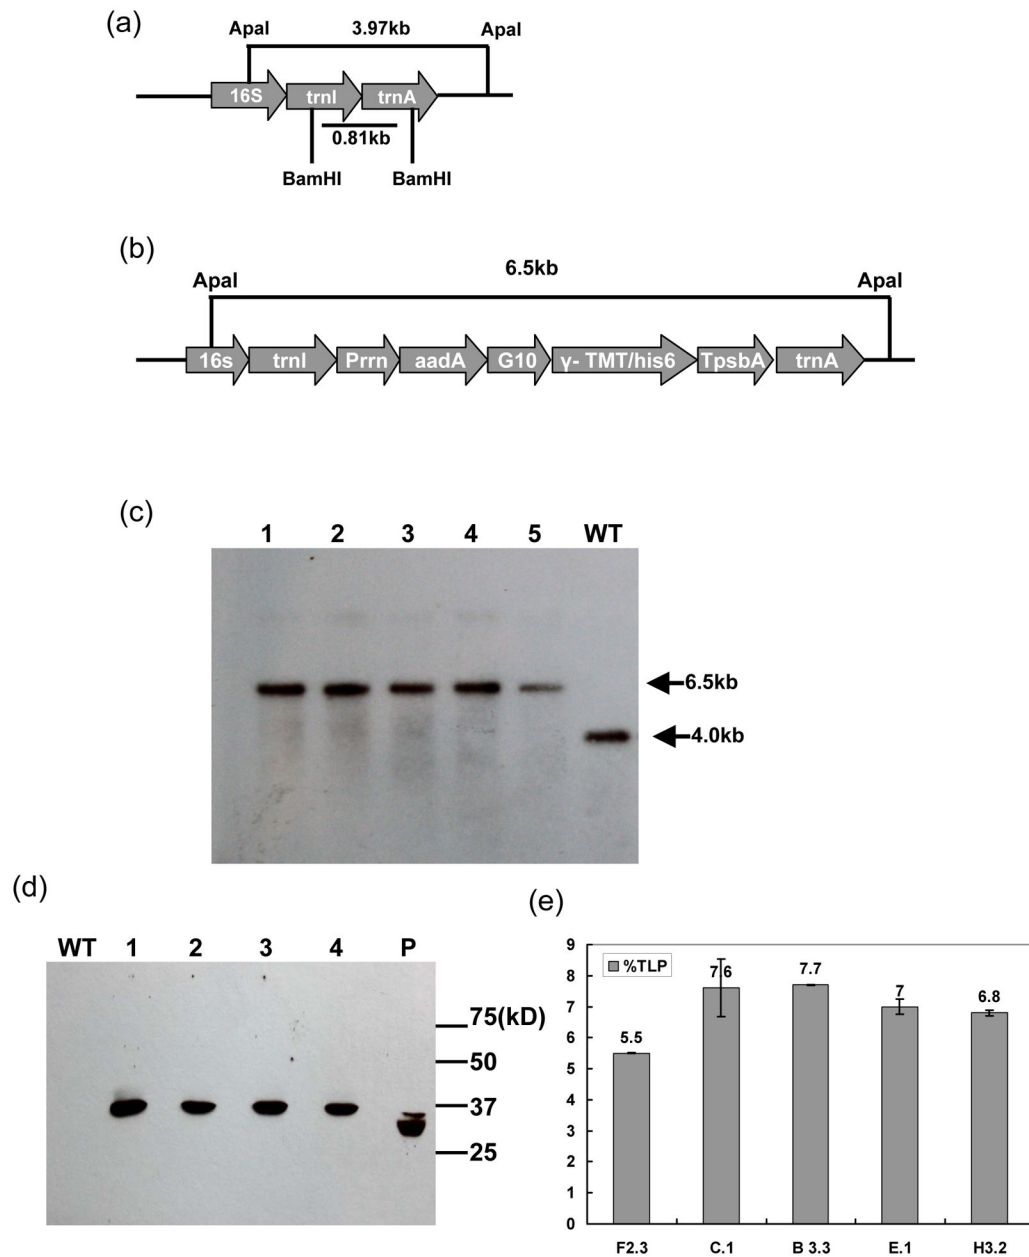 (a)
ApaI 3.97kb ApaI
16S trnI trnA
0.81kb
BamHI BamHI
(b)
ApaI 6.5kb ApaI
16s trnI Prrn aadA G10 γ- TMT/his6 TpsbA trnA
(c)
1 2 3 4 5 WT
6.5kb
4.0kb
(d)
WT 1 2 3 4 P
75(kD)
50
37
25
(e)
9
8
7
6
5
4
3
2
1
0
%TLP
5.5 7.6 7.7 7 6.8
F2.3 C.1 B 3.3 E.1 H3.2